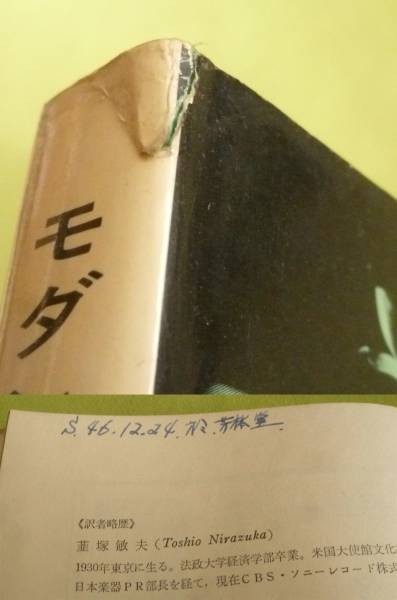 モダ
S.46.12.24. 芳林堂.
《訳者略歴》
韮塚敏夫(Toshio Nirazuka)
1930年東京に生る。法政大学経済学部卒業。米国大使館文化
日本楽器PR部長を経て,現在CBS・ソニーレコード株式